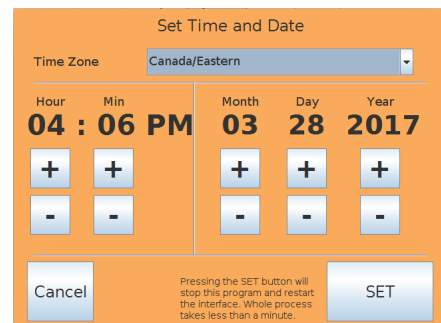 Set Time and Date
Time Zone Canada/Eastern
Hour Min Month Day Year
04 : 06 PM 03 28 2017
+ + + + +
- - - - -
Cancel
Pressing the SET button will
stop this program and restart
the interface. Whole process
takes less than a minute.
SET